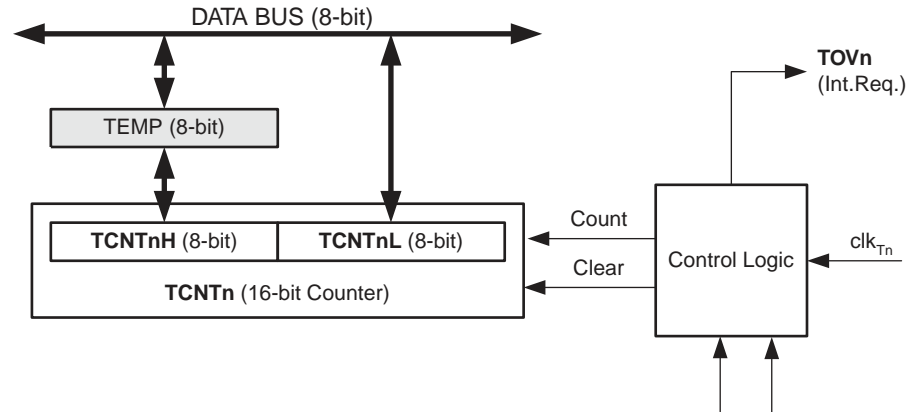 DATA BUS (8-bit)
TOVn
(Int.Req.)
TEMP (8-bit)
Count
TCNTnH (8-bit)
TCNTnL (8-bit)
Control Logic
clkTn
Clear
TCNTn (16-bit Counter)